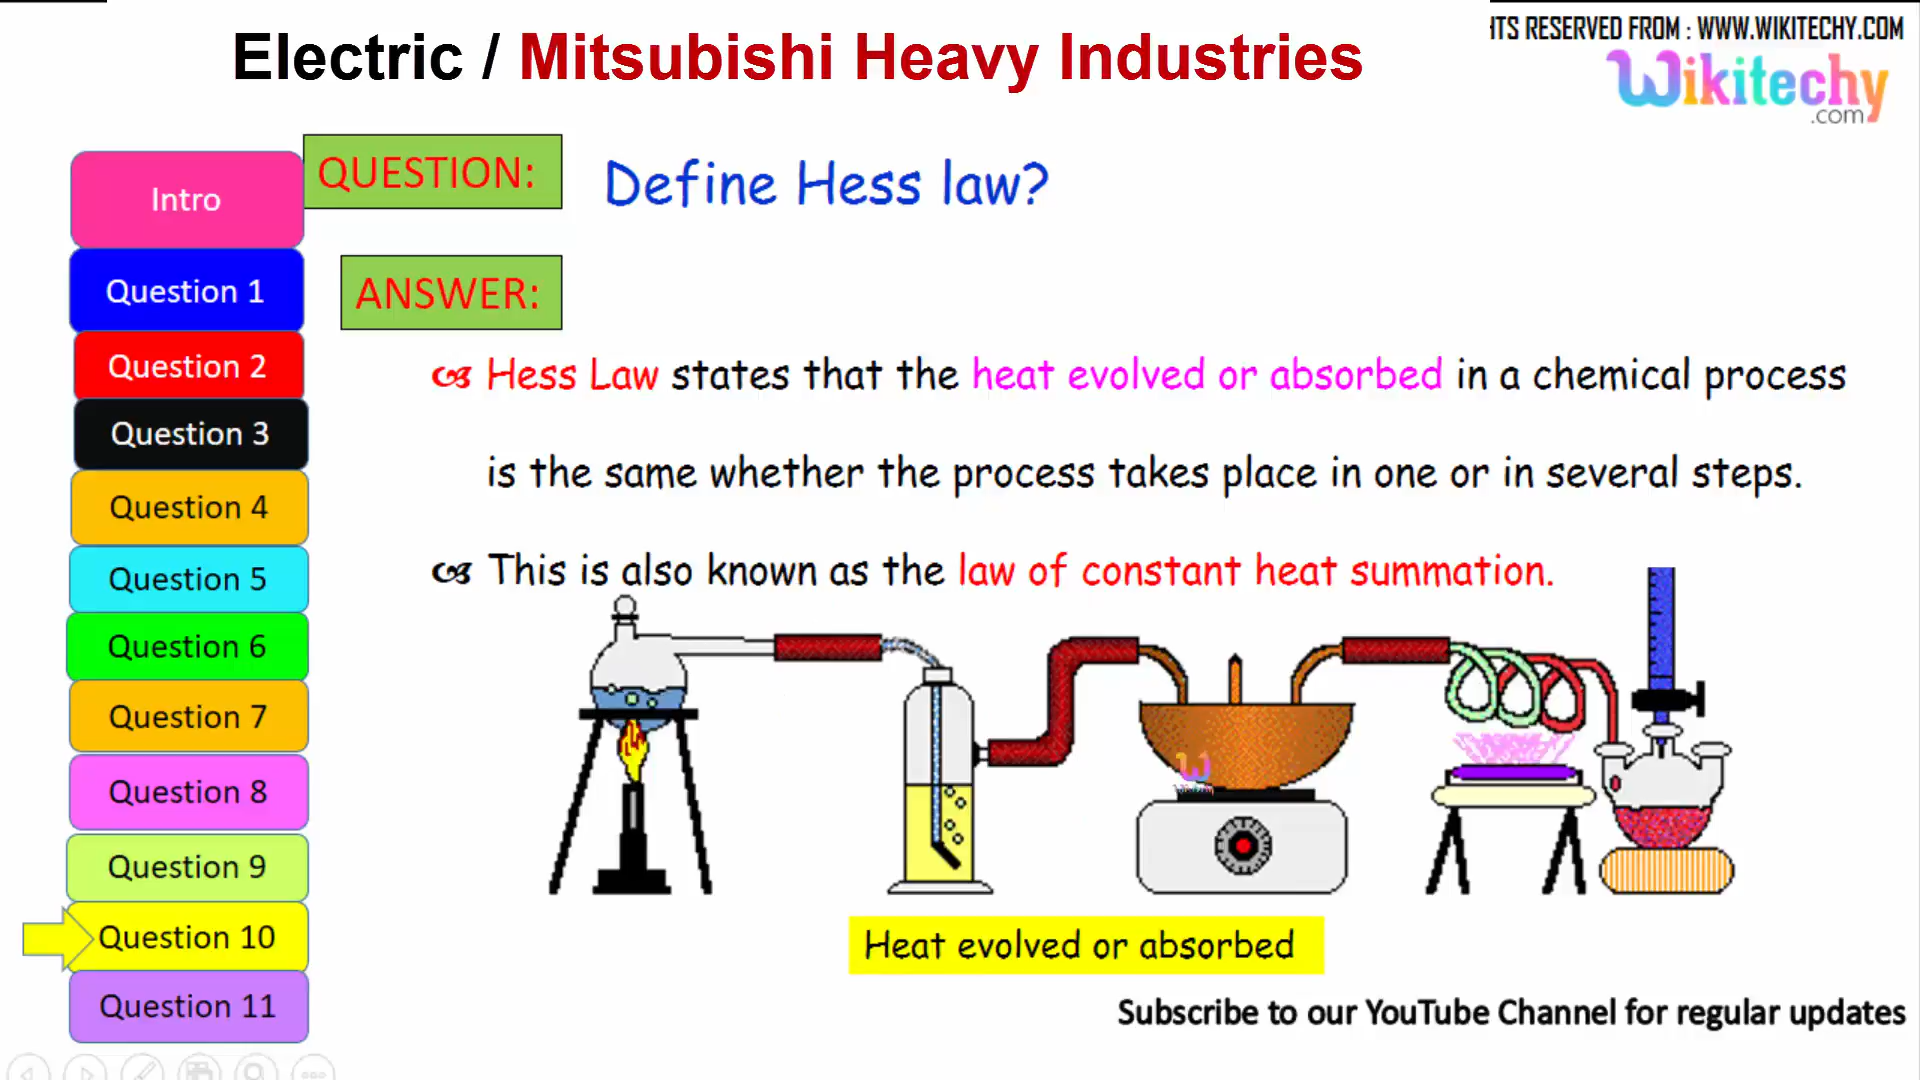 Electric / Mitsubishi Heavy Industries
HTS RESERVED FROM : WWW.WIKITECHY.COM
Wikitechy
.com
QUESTION:
Define Hess law?
ANSWER:
Hess Law states that the heat evolved or absorbed in a chemical process
is the same whether the process takes place in one or in several steps.
This is also known as the law of constant heat summation.
Intro
Question 1
Question 2
Question 3
Question 4
Question 5
Question 6
Question 7
Question 8
Question 9
Question 10
Question 11
Heat evolved or absorbed
Subscribe to our YouTube Channel for regular updates